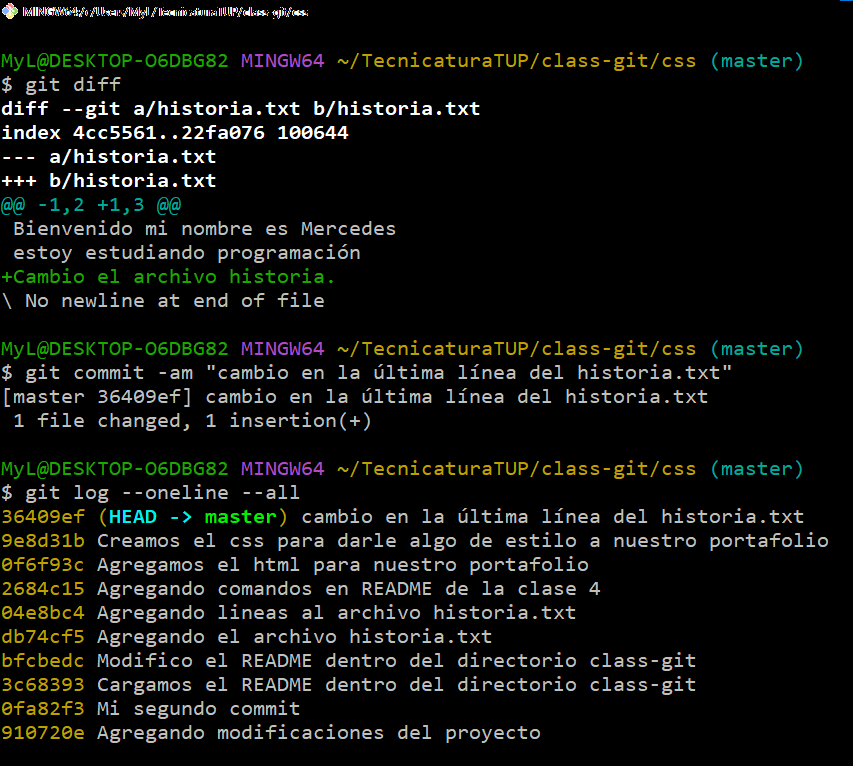 MINGW64:/c/Users/MyL/TecnicaturaTUP/class-git/css
MyL@DESKTOP-O6DBG82 MINGW64 ~/TecnicaturaTUP/class-git/css (master)
$ git diff
diff --git a/historia.txt b/historia.txt
index 4cc5561..22fa076 100644
--- a/historia.txt
+++ b/historia.txt
@@ -1,2 +1,3 @@
 Bienvenido mi nombre es Mercedes
 estoy estudiando programación
+Cambio el archivo historia.
\ No newline at end of file
MyL@DESKTOP-O6DBG82 MINGW64 ~/TecnicaturaTUP/class-git/css (master)
$ git commit -am "cambio en la última línea del historia.txt"
[master 36409ef] cambio en la última línea del historia.txt
 1 file changed, 1 insertion(+)
MyL@DESKTOP-O6DBG82 MINGW64 ~/TecnicaturaTUP/class-git/css (master)
$ git log --oneline --all
36409ef (HEAD -> master) cambio en la última línea del historia.txt
9e8d31b Creamos el css para darle algo de estilo a nuestro portafolio
0f6f93c Agregamos el html para nuestro portafolio
2684c15 Agregando comandos en README de la clase 4
04e8bc4 Agregando lineas al archivo historia.txt
db74cf5 Agregando el archivo historia.txt
bfcbedc Modifico el README dentro del directorio class-git
3c68393 Cargamos el README dentro del directorio class-git
0fa82f3 Mi segundo commit
910720e Agregando modificaciones del proyecto